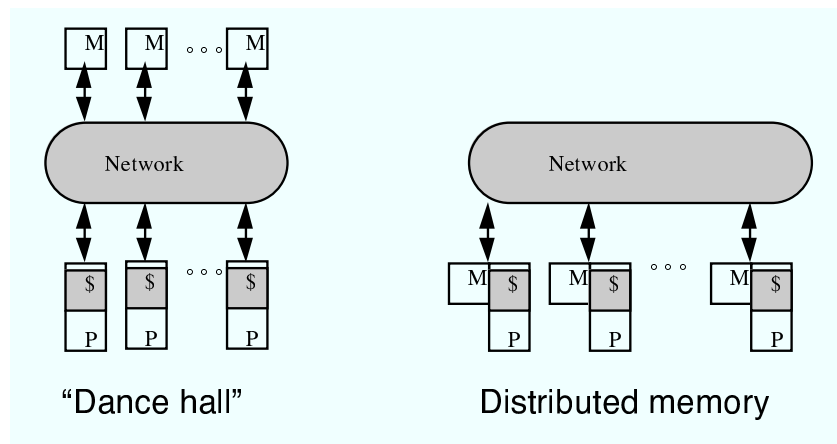 M M ° ° ° M
Network
$ $ ° ° ° $
P P P
“Dance hall”
Network
M $ M $ ° ° ° M $
P P P
Distributed memory